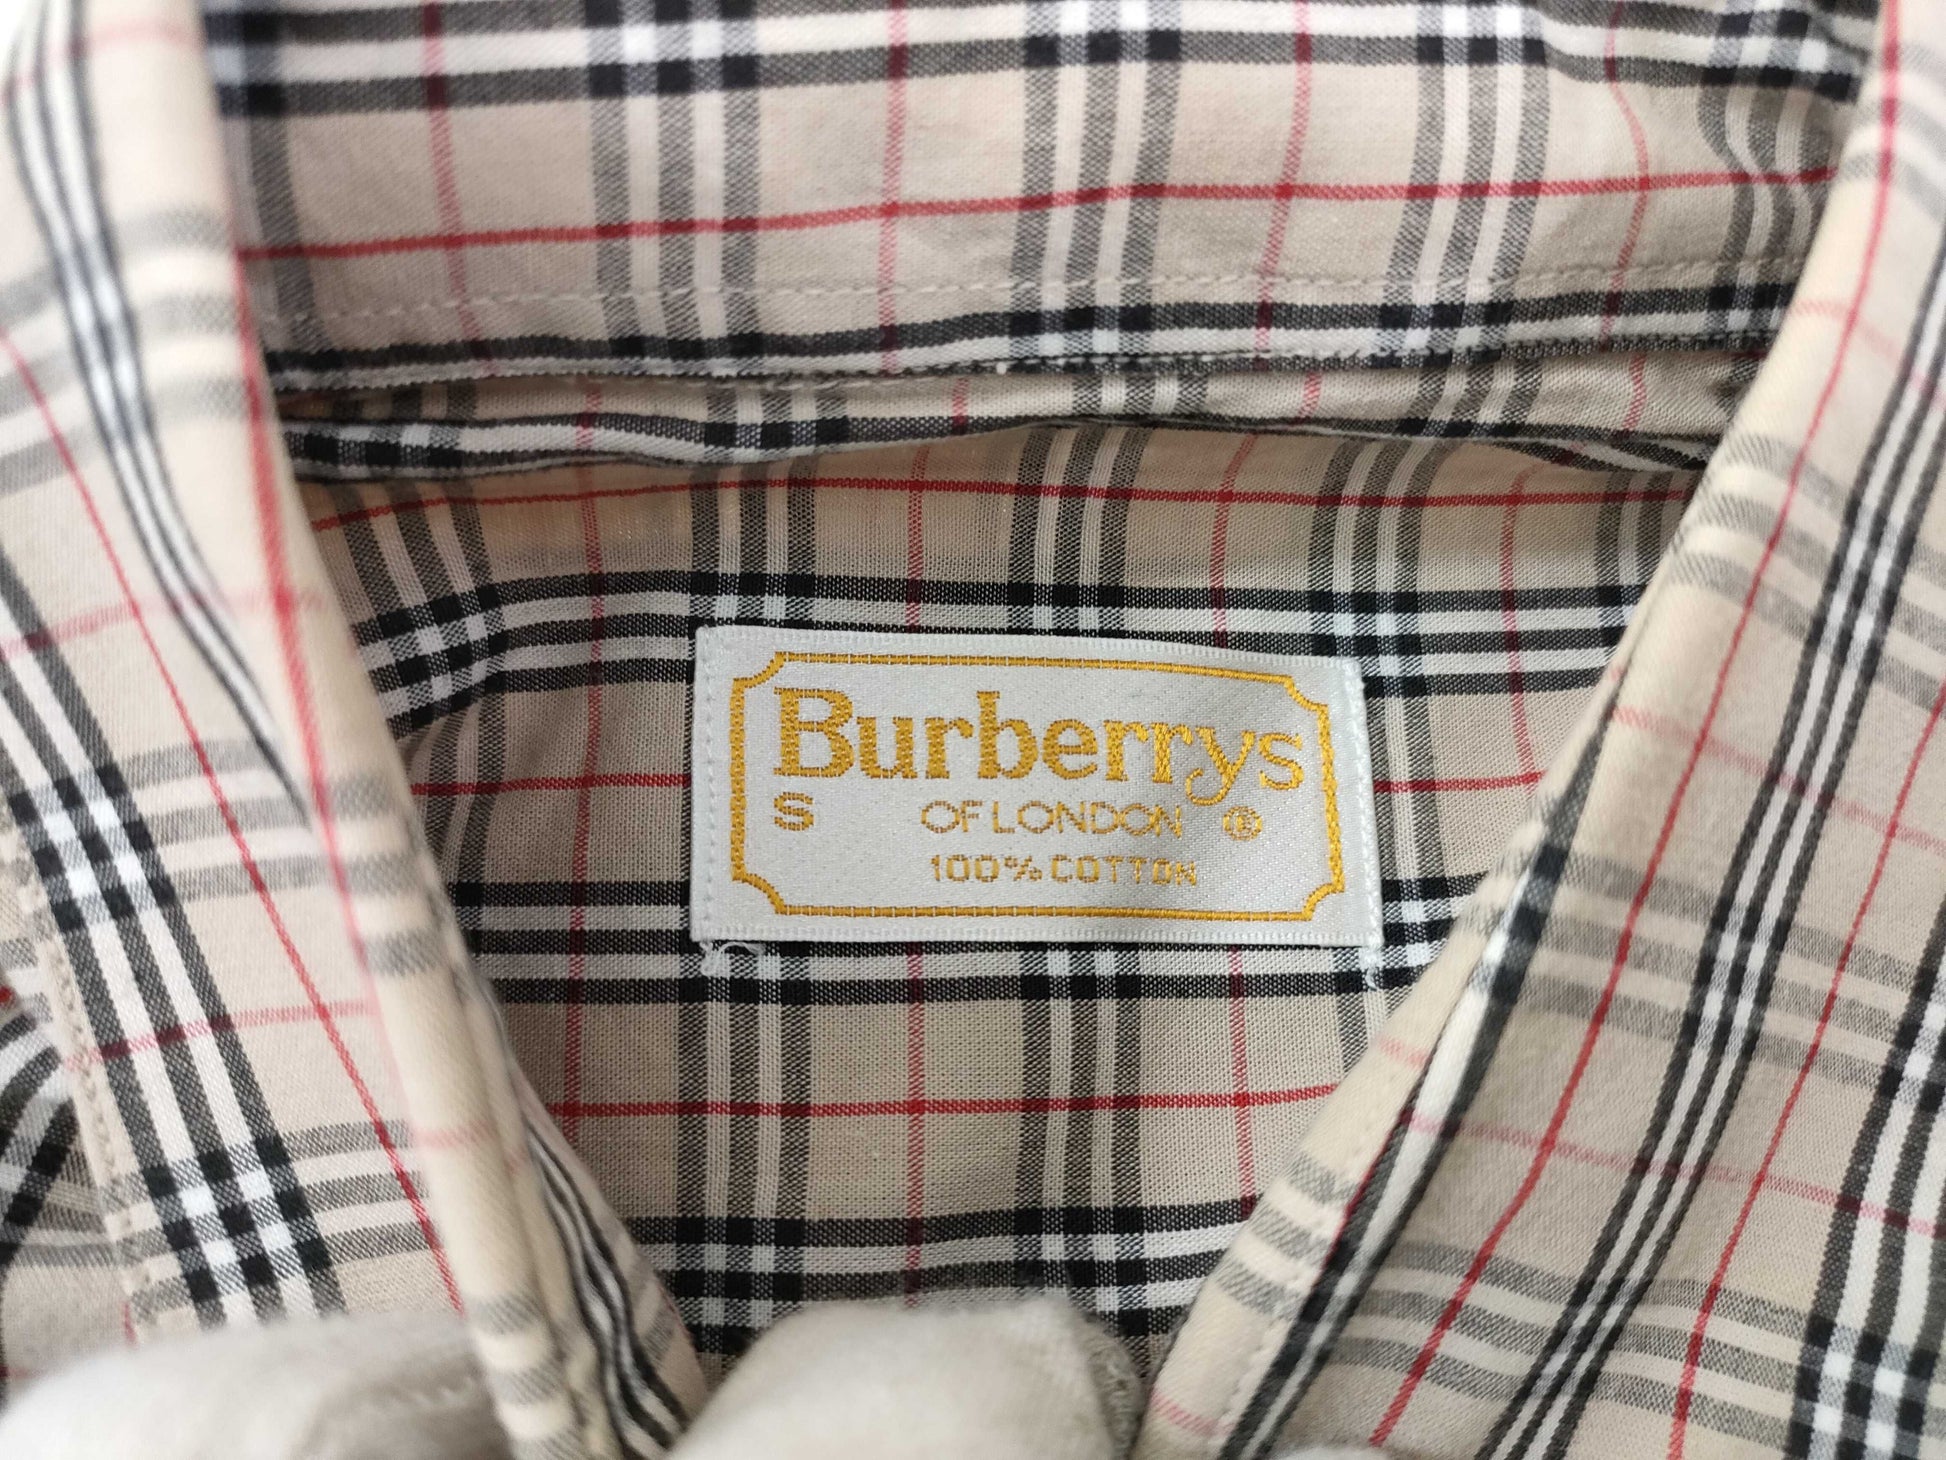 Burberrys
S OF LONDON ®
100% COTTON